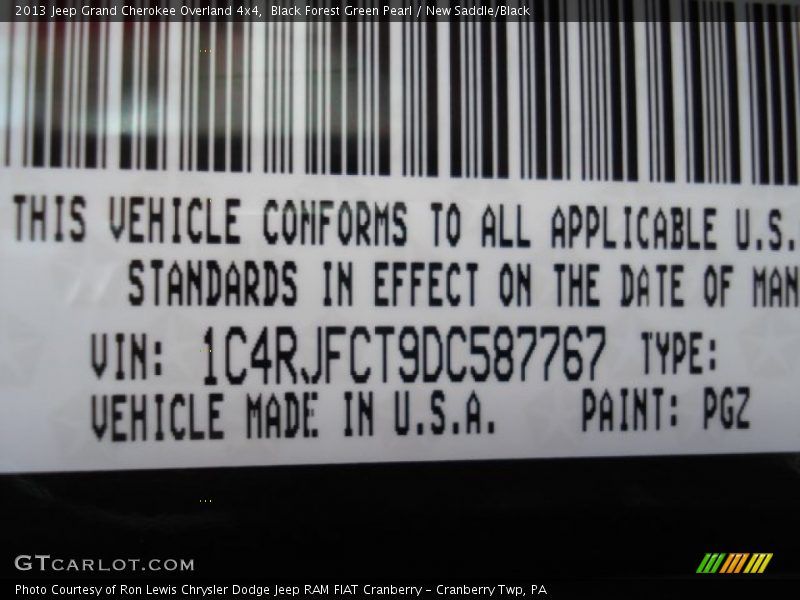 2013 Jeep Grand Cherokee Overland 4x4,  Black Forest Green Pearl / New Saddle/Black
THIS VEHICLE CONFORMS TO ALL APPLICABLE U.S.
STANDARDS IN EFFECT ON THE DATE OF MAN
VIN: 1C4RJFCT9DC587767 TYPE:
VEHICLE MADE IN U.S.A. PAINT: PGZ
GTCARLOT.COM
Photo Courtesy of Ron Lewis Chrysler Dodge Jeep RAM FIAT Cranberry - Cranberry Twp, PA